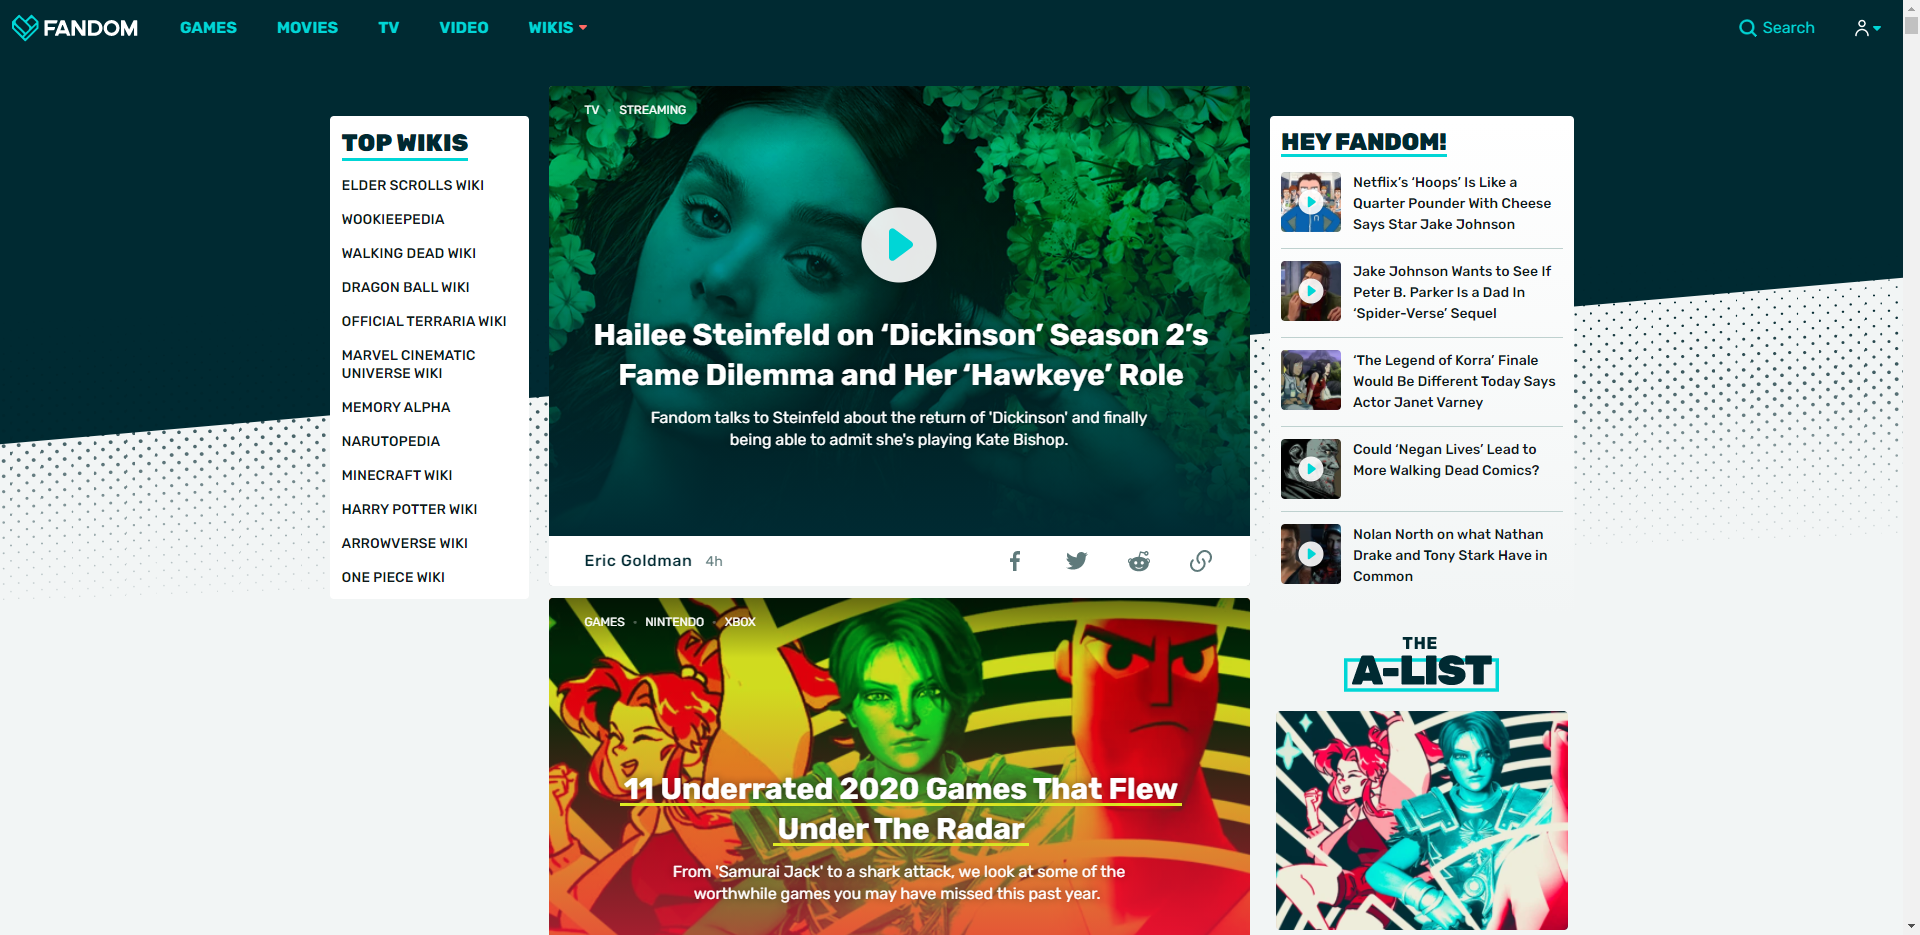 FANDOM
GAMES
MOVIES
TV
VIDEO
WIKIS
Search
TOP WIKIS
ELDER SCROLLS WIKI
WOOKIEEPEDIA
WALKING DEAD WIKI
DRAGON BALL WIKI
OFFICIAL TERRARIA WIKI
MARVEL CINEMATIC
UNIVERSE WIKI
MEMORY ALPHA
NARUTOPEDIA
MINECRAFT WIKI
HARRY POTTER WIKI
ARROWVERSE WIKI
ONE PIECE WIKI
TV • STREAMING
Hailee Steinfeld on ‘Dickinson’ Season 2’s
Fame Dilemma and Her ‘Hawkeye’ Role
Fandom talks to Steinfeld about the return of 'Dickinson' and finally
being able to admit she's playing Kate Bishop.
Eric Goldman 4h
GAMES • NINTENDO • XBOX
11 Underrated 2020 Games That Flew
Under The Radar
From 'Samurai Jack' to a shark attack, we look at some of the
worthwhile games you may have missed this past year.
HEY FANDOM!
Netflix’s ‘Hoops’ Is Like a
Quarter Pounder With Cheese
Says Star Jake Johnson
Jake Johnson Wants to See If
Peter B. Parker Is a Dad In
‘Spider-Verse’ Sequel
‘The Legend of Korra’ Finale
Would Be Different Today Says
Actor Janet Varney
Could ‘Negan Lives’ Lead to
More Walking Dead Comics?
Nolan North on what Nathan
Drake and Tony Stark Have in
Common
THE
A-LIST